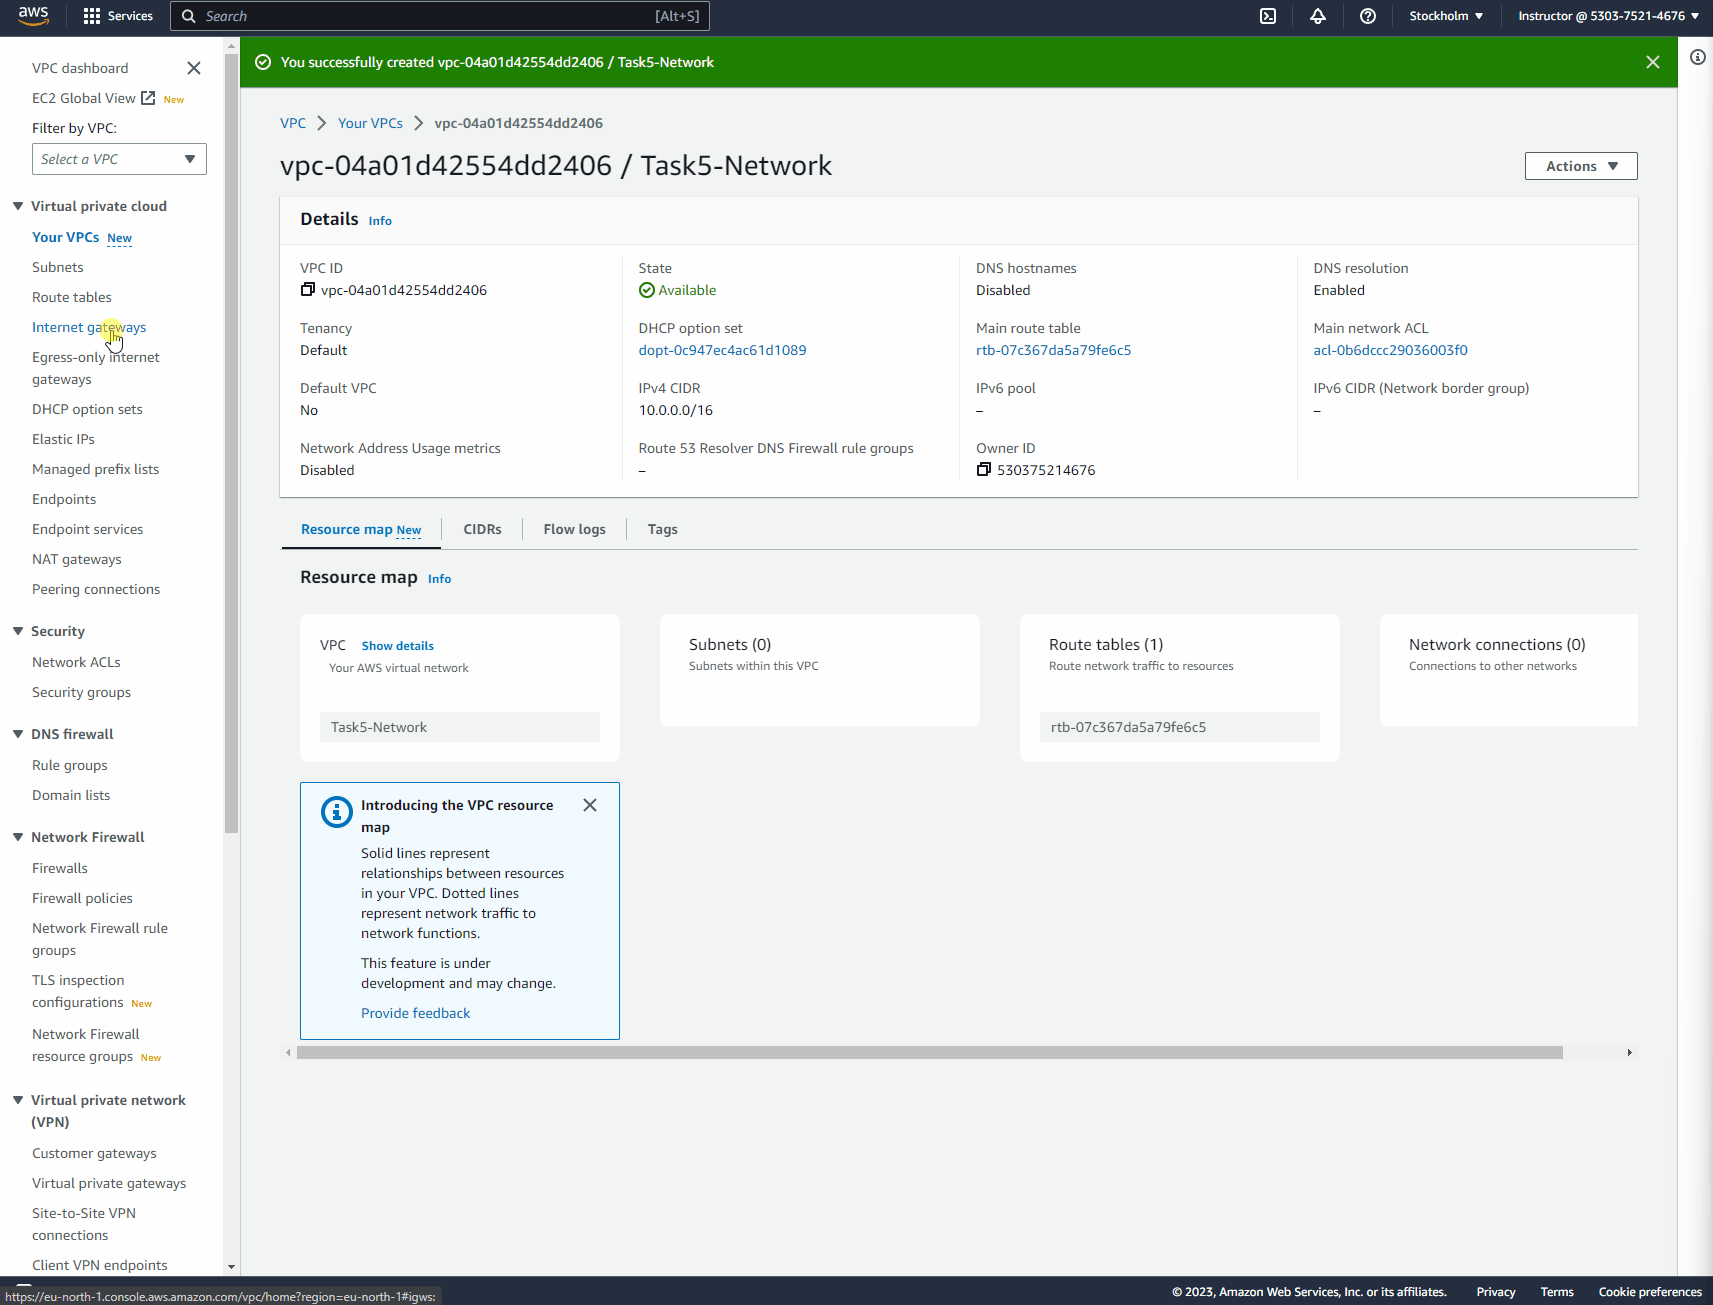 aws
Services
Search
[Alt+S]
Stockholm
Instructor @ 5303-7521-4676
VPC dashboard
EC2 Global View New
Filter by VPC:
Select a VPC
Virtual private cloud
Your VPCs New
Subnets
Route tables
Internet gateways
Egress-only internet
gateways
DHCP option sets
Elastic IPs
Managed prefix lists
Endpoints
Endpoint services
NAT gateways
Peering connections
Security
Network ACLs
Security groups
DNS firewall
Rule groups
Domain lists
Network Firewall
Firewalls
Firewall policies
Network Firewall rule
groups
TLS inspection
configurations New
Network Firewall
resource groups New
Virtual private network
(VPN)
Customer gateways
Virtual private gateways
Site-to-Site VPN
connections
Client VPN endpoints
You successfully created vpc-04a01d42554dd2406 / Task5-Network
VPC
Your VPCs
vpc-04a01d42554dd2406
vpc-04a01d42554dd2406 / Task5-Network
Actions
Details Info
VPC ID
vpc-04a01d42554dd2406
State
Available
DNS hostnames
Disabled
DNS resolution
Enabled
Tenancy
Default
DHCP option set
dopt-0c947ec4ac61d1089
Main route table
rtb-07c367da5a79fe6c5
Main network ACL
acl-0b6dccc29036003f0
Default VPC
No
IPv4 CIDR
10.0.0.0/16
IPv6 pool
–
IPv6 CIDR (Network border group)
–
Network Address Usage metrics
Disabled
Route 53 Resolver DNS Firewall rule groups
–
Owner ID
530375214676
Resource map New
CIDRs
Flow logs
Tags
Resource map Info
VPC Show details
Your AWS virtual network
Task5-Network
Subnets (0)
Subnets within this VPC
Route tables (1)
Route network traffic to resources
rtb-07c367da5a79fe6c5
Network connections (0)
Connections to other networks
Introducing the VPC resource
map
Solid lines represent
relationships between resources
in your VPC. Dotted lines
represent network traffic to
network functions.
This feature is under
development and may change.
Provide feedback
https://eu-north-1.console.aws.amazon.com/vpc/home?region=eu-north-1#igws:
© 2023, Amazon Web Services, Inc. or its affiliates.
Privacy
Terms
Cookie preferences